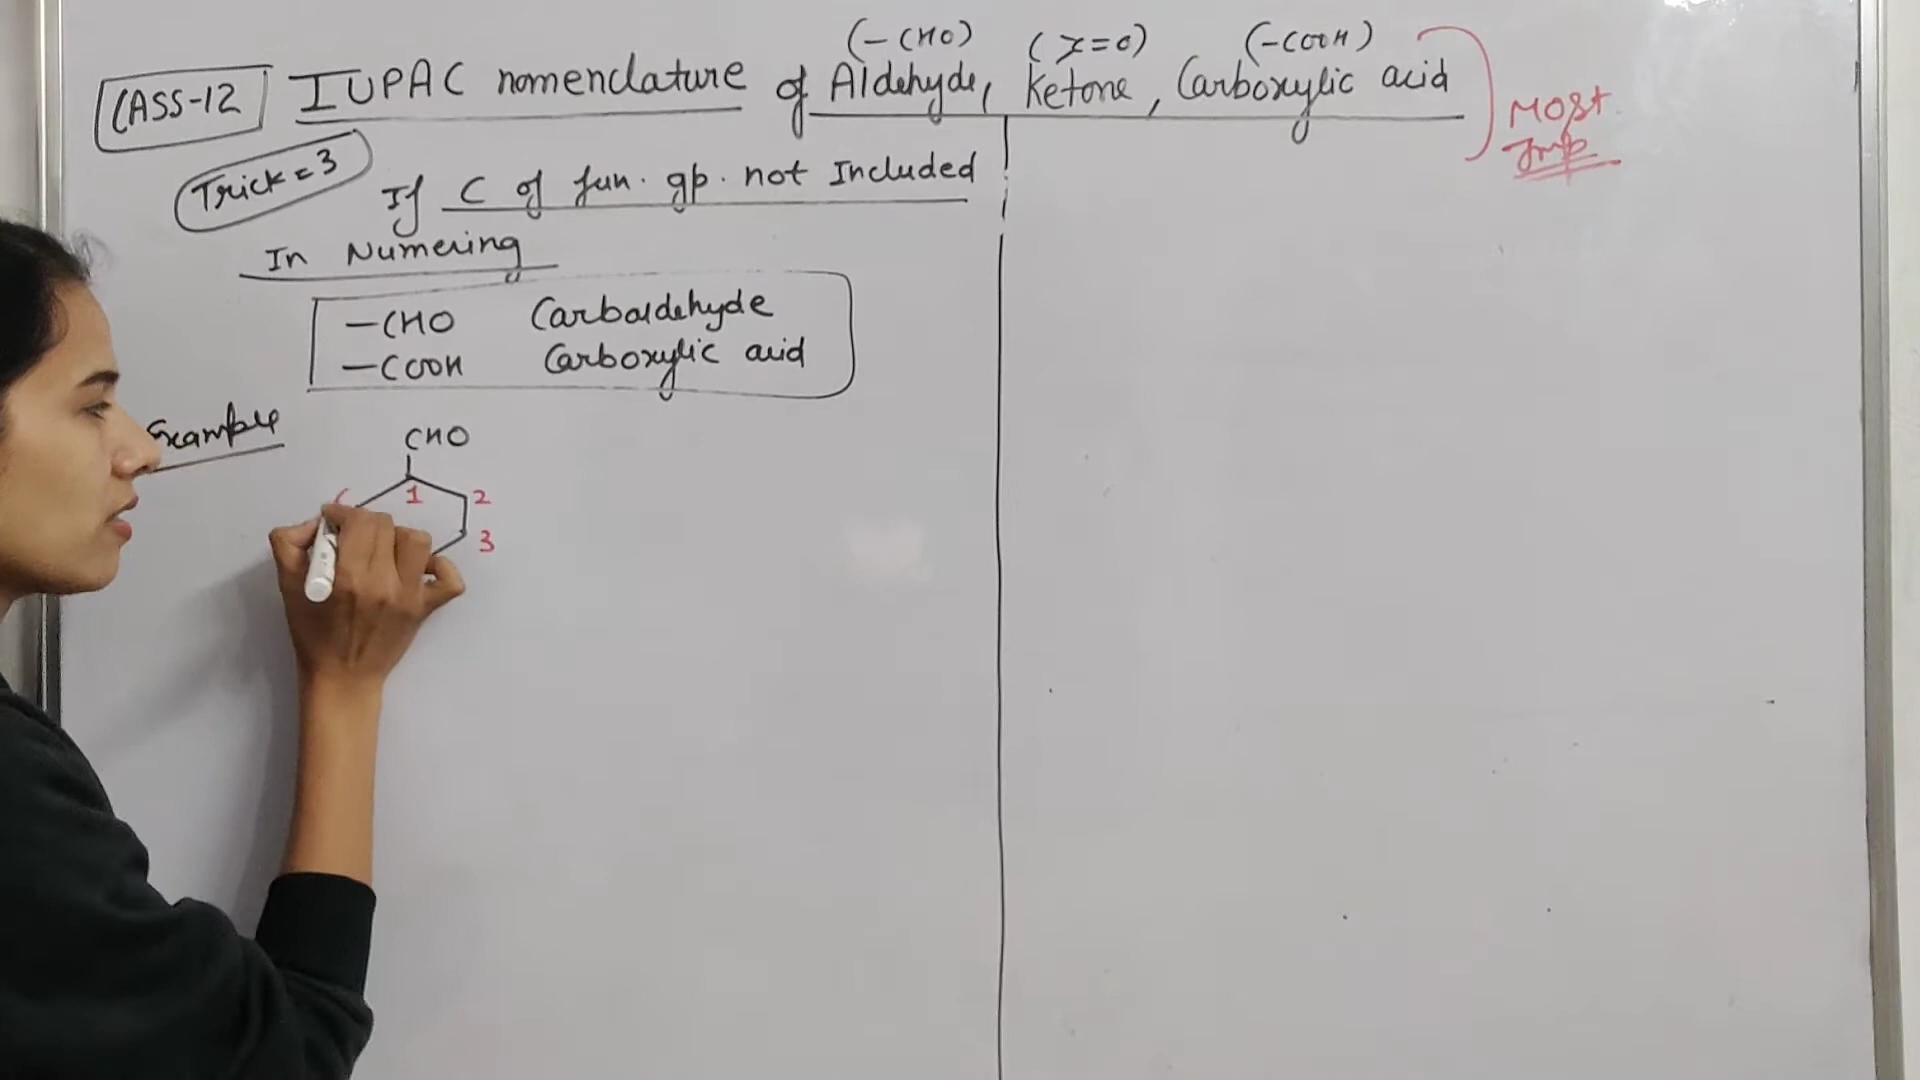 (-CHO) (>=O) (-COOH)
CLASS-12 IUPAC nomenclature of Aldehyde, Ketone, Carboxylic acid
Most
Imp
Trick = 3
If C of fun. gp. not Included
In Numering
—CHO Carbaldehyde
—COOH Carboxylic acid
Example
CHO
1 2
3